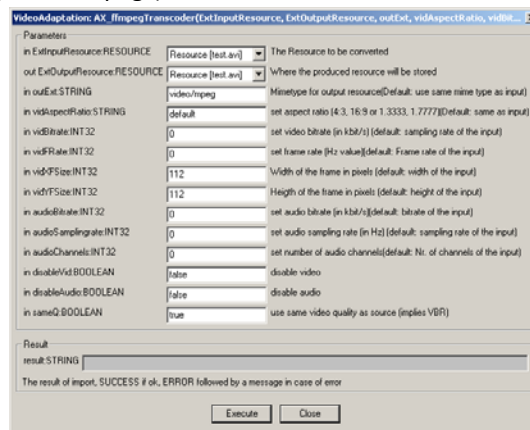 VideoAdaptation: AX_ffmpegTranscoder(ExtInputResource, ExtOutputResource, outExt, vidAspectRatio, vidBit...
Parameters
in ExtInputResource:RESOURCE Resource [test.avi] The Resource to be converted
out ExtOutputResource:RESOURCE Resource [test.avi] Where the produced resource will be stored
in outExt:STRING video/mpeg Mimetype for output resource(Default: use same mime type as input)
in vidAspectRatio:STRING default set aspect ratio (4:3, 16:9 or 1.3333, 1.7777)(Default: same as input)
in vidBitrate:INT32 0 set video bitrate (in kbit/s) (default: sampling rate of the input)
in vidFRate:INT32 0 set frame rate (Hz value)(default: Frame rate of the input)
in vidXFSize:INT32 112 Width of the frame in pixels (default: width of the input)
in vidYFSize:INT32 112 Heigth of the frame in pixels (default: height of the input)
in audioBitrate:INT32 0 set audio bitrate (in kbit/s)(default: bitrate of the input)
in audioSamplingrate:INT32 0 set audio sampling rate (in Hz) (default: sampling rate of the input)
in audioChannels:INT32 0 set number of audio channels(default: Nr. of channels of the input)
in disableVid:BOOLEAN false disable video
in disableAudio:BOOLEAN false disable audio
in sameQ:BOOLEAN true use same video quality as source (implies VBR)
Result
result:STRING
The result of import, SUCCESS if ok, ERROR followed by a message in case of error
Execute Close